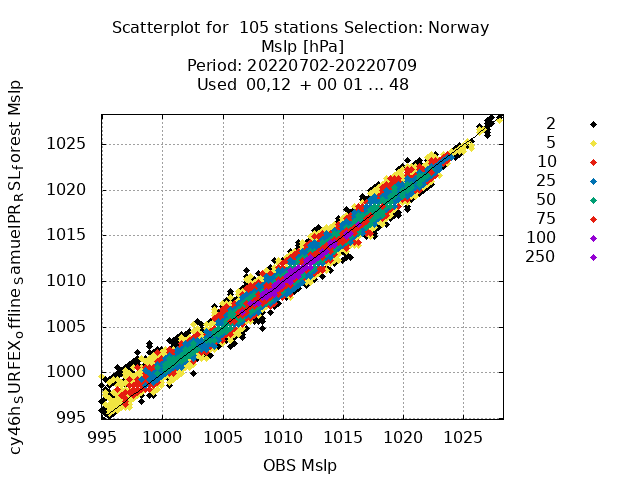 Scatterplot for  105 stations Selection: Norway
Mslp [hPa]
Period: 20220702-20220709
Used  00,12  + 00 01 ... 48
cy46h_SURFEX_offline_samuelPR_RSL_Forest Mslp
1025
1020
1015
1010
1005
1000
995
995 1000 1005 1010 1015 1020 1025
OBS Mslp
2
5
10
25
50
75
100
250